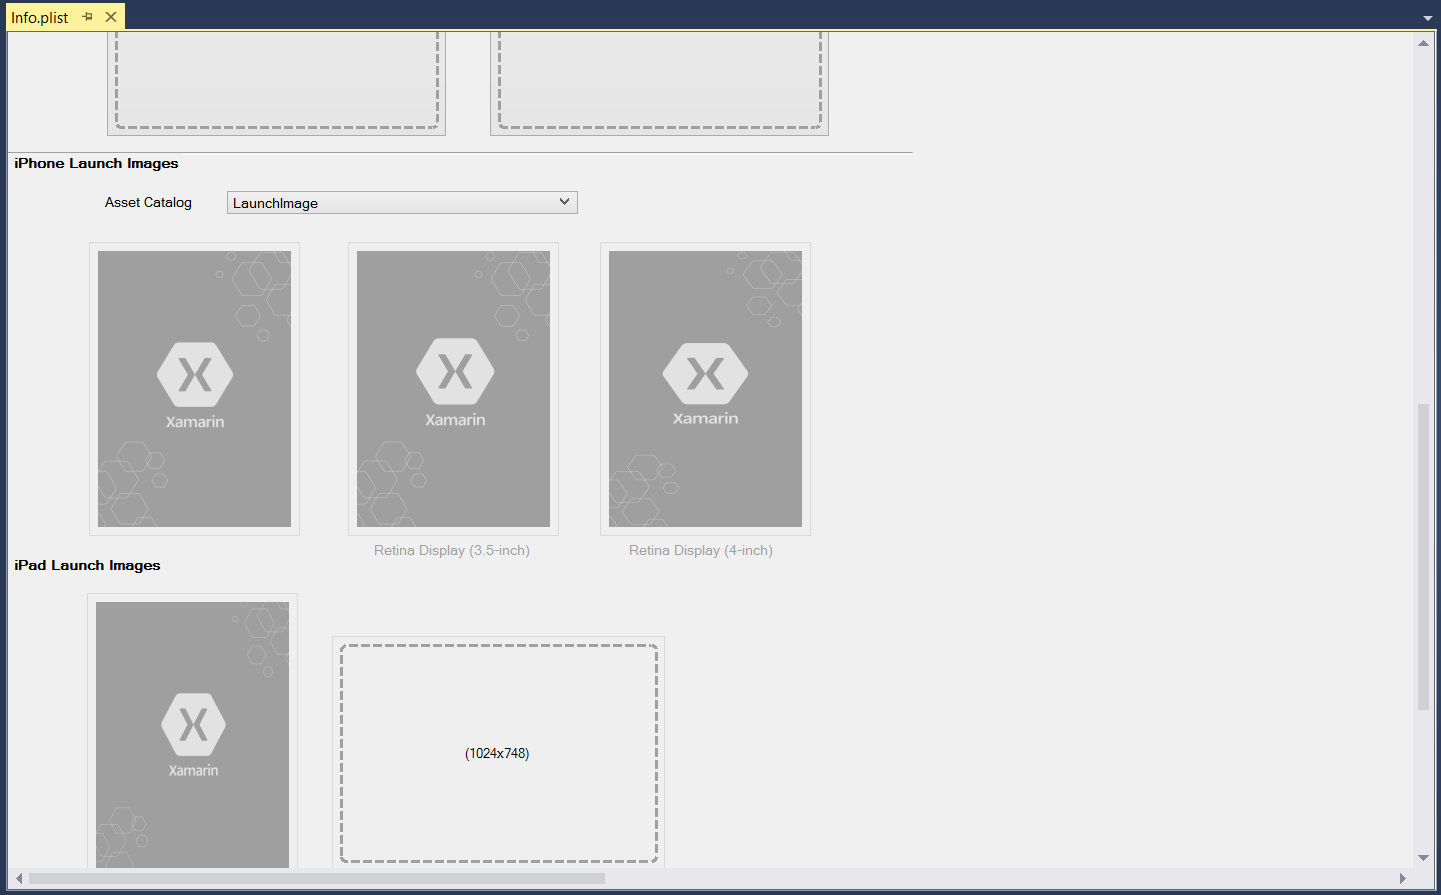 Info.plist
iPhone Launch Images
Asset Catalog LaunchImage
Xamarin Xamarin Xamarin
Retina Display (3.5-inch) Retina Display (4-inch)
iPad Launch Images
Xamarin
(1024x748)